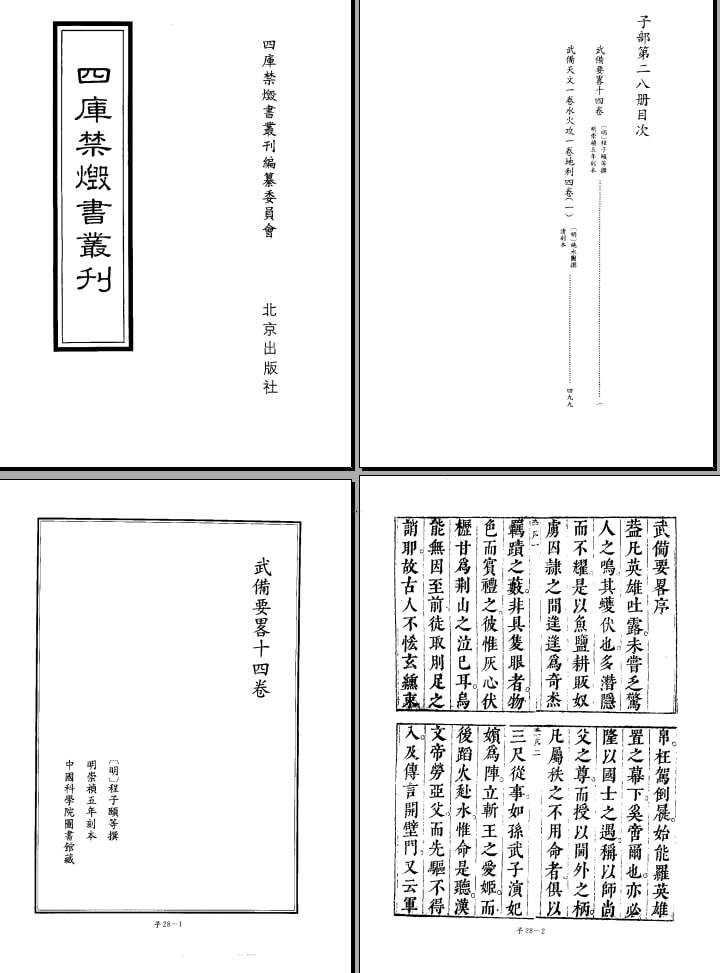 四庫禁燬書叢刊編纂委員會
北京出版社
四庫禁燬書叢刊
子部第二八册目次
武備要畧十四卷
〔明〕程子頤等撰
明崇禎五年刻本
一
武備天文一卷水火攻一卷地利四卷(一)
〔明〕施永圖撰
清刻本
四九九
武備要畧十四卷
〔明〕程子頤等撰
明崇禎五年刻本
中國科學院圖書館藏
子28—1
武備要畧序
葢凡英雄吐露未嘗乏驚
人之鳴其蠖伏也多潛隱
而不耀是以魚鹽耕販奴
虜囚隷之間逢逢爲奇杰
羈蹟之藪非具隻眼者物
色而賓禮之彼惟灰心伏
櫪甘爲荆山之泣已耳烏
能無因至前徒取刖足之
誚耶故古人不恡玄纁束
帛枉駕倒屣始能羅英雄
置之幕下奚啻爾也亦必
隆以國士之遇稱以師尚
父之尊而授以閫外之柄
凡屬秩之不用命者俱以
三尺從事如孫武子演妃
嬪爲陣立斬王之愛姬而
後蹈火赴水惟命是聽漢
文帝勞亞父而先驅不得
入及傳言開壁門又云軍
子28—2